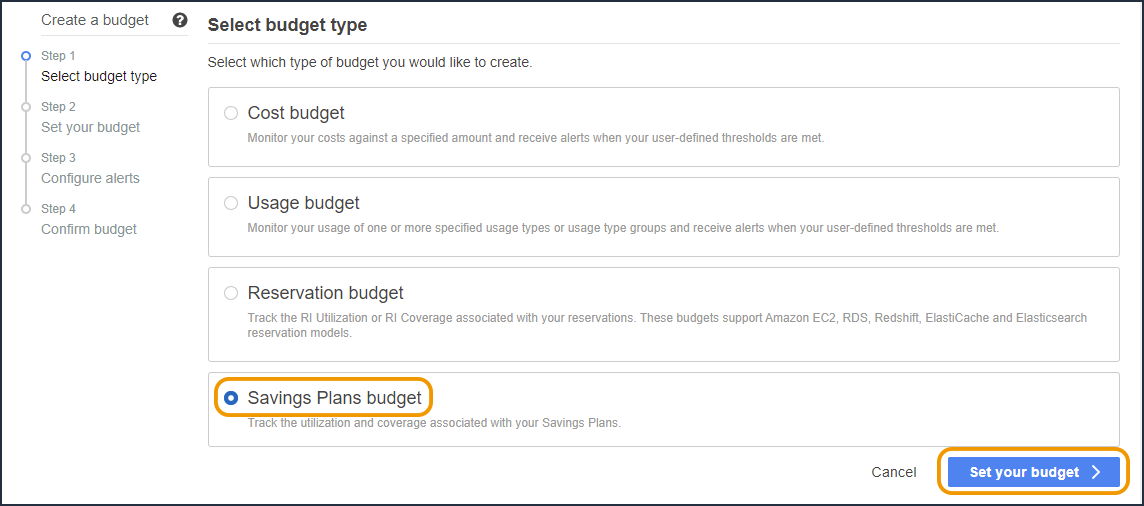 Create a budget ?
Step 1
Select budget type
Step 2
Set your budget
Step 3
Configure alerts
Step 4
Confirm budget
Select budget type
Select which type of budget you would like to create.
Cost budget
Monitor your costs against a specified amount and receive alerts when your user-defined thresholds are met.
Usage budget
Monitor your usage of one or more specified usage types or usage type groups and receive alerts when your user-defined thresholds are met.
Reservation budget
Track the RI Utilization or RI Coverage associated with your reservations. These budgets support Amazon EC2, RDS, Redshift, ElastiCache and Elasticsearch
reservation models.
Savings Plans budget
Track the utilization and coverage associated with your Savings Plans.
Cancel
Set your budget